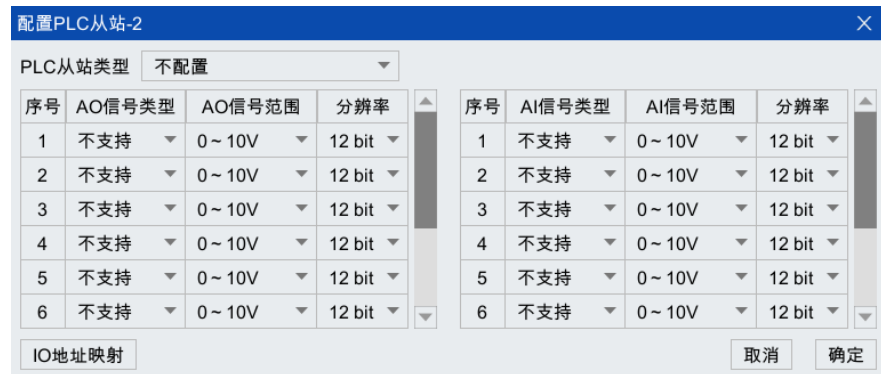 配置PLC从站-2
PLC从站类型 不配置
序号 AO信号类型 AO信号范围 分辨率 序号 AI信号类型 AI信号范围 分辨率
1 不支持 0~10V 12 bit 1 不支持 0~10V 12 bit
2 不支持 0~10V 12 bit 2 不支持 0~10V 12 bit
3 不支持 0~10V 12 bit 3 不支持 0~10V 12 bit
4 不支持 0~10V 12 bit 4 不支持 0~10V 12 bit
5 不支持 0~10V 12 bit 5 不支持 0~10V 12 bit
6 不支持 0~10V 12 bit 6 不支持 0~10V 12 bit
IO地址映射 取消 确定